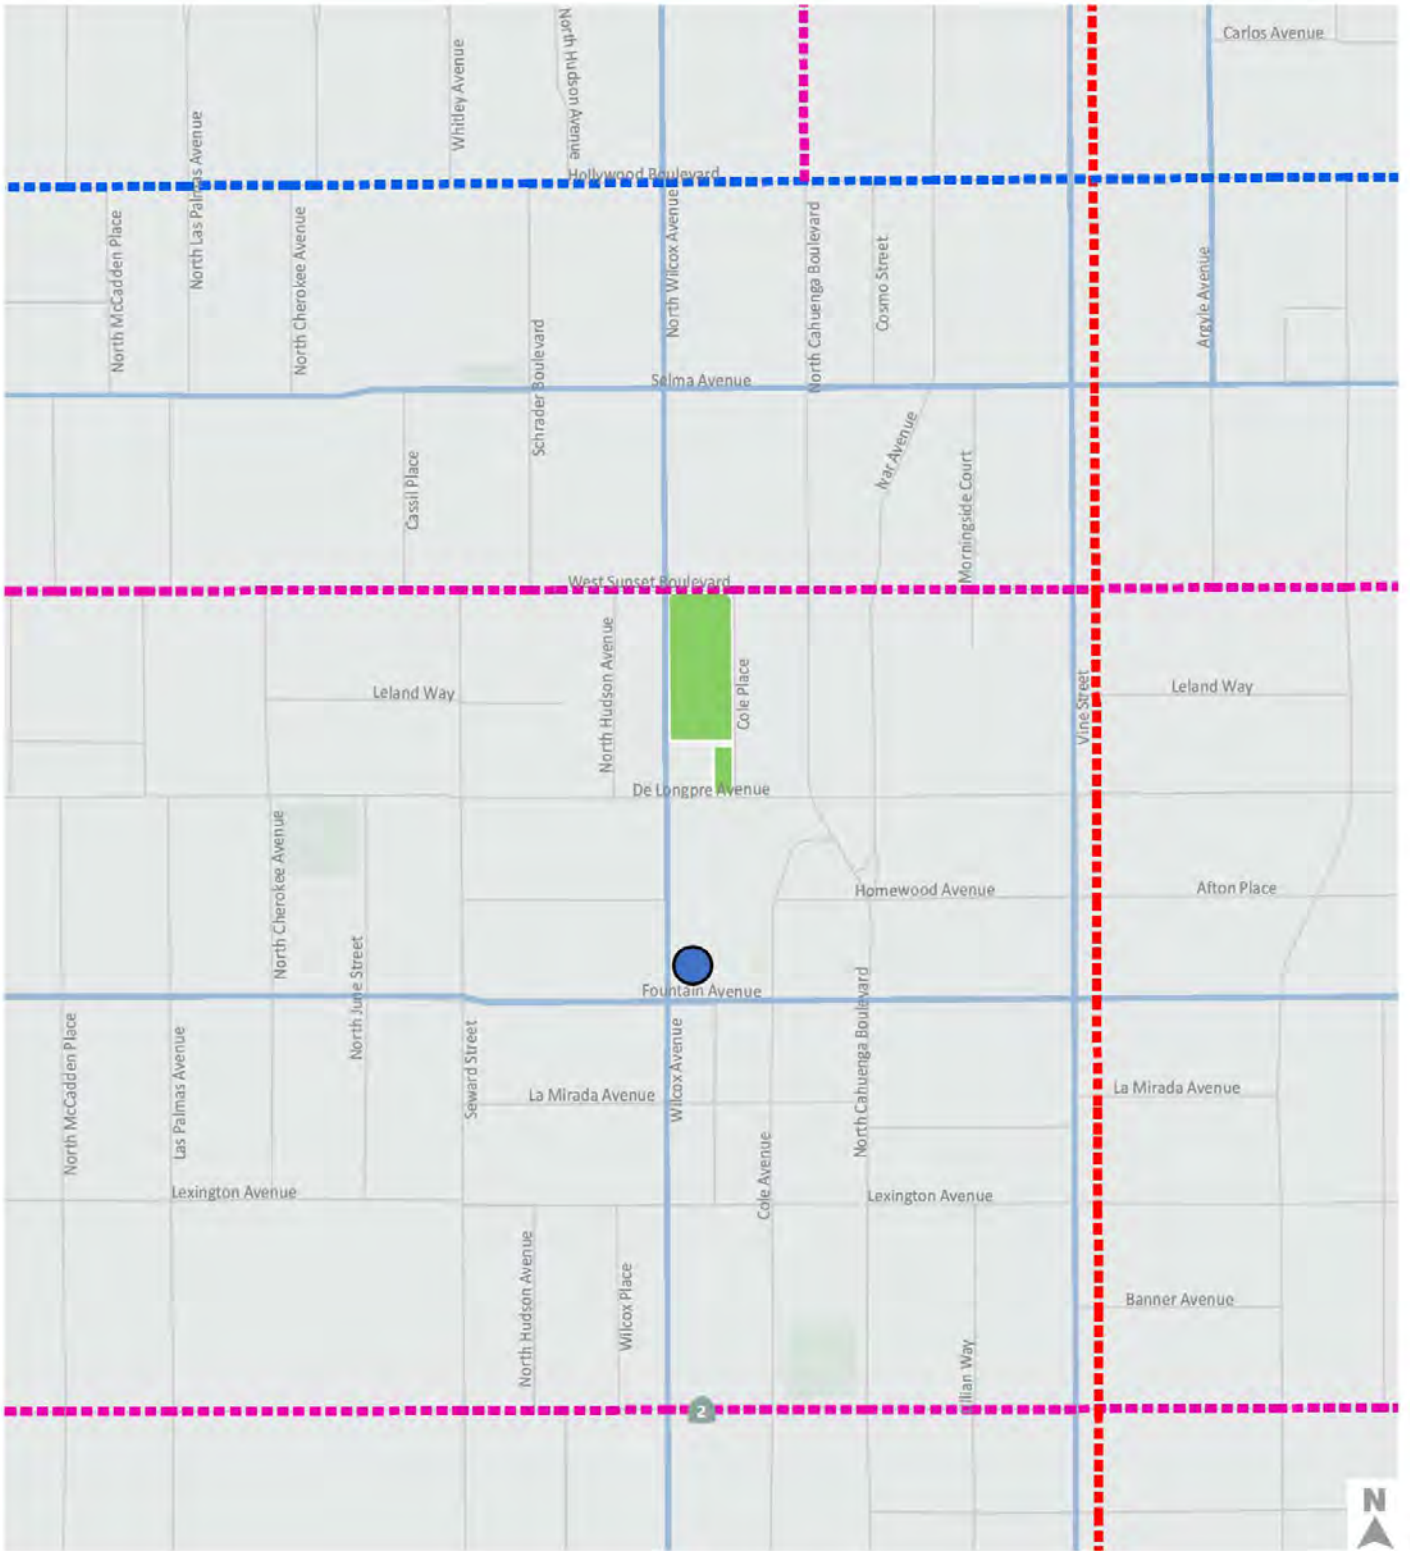 Carlos Avenue
North Hudson Avenue
Whitley Avenue
North Las Palmas Avenue
Hollywood Boulevard
North McCadden Place
North Cherokee Avenue
North Wilcox Avenue
North Cahuenga Boulevard
Cosmo Street
Argyle Avenue
Schrader Boulevard
Selma Avenue
Cassil Place
Ivar Avenue
Morningside Court
West Sunset Boulevard
North Hudson Avenue
Cole Place
Leland Way
Vine Street
Leland Way
De Longpre Avenue
North Cherokee Avenue
Homewood Avenue
Afton Place
North June Street
Fountain Avenue
North Cahuenga Boulevard
North McCadden Place
Las Palmas Avenue
Seward Street
La Mirada Avenue
Wilcox Avenue
La Mirada Avenue
Cole Avenue
Lexington Avenue
Lexington Avenue
North Hudson Avenue
Wilcox Place
Banner Avenue
Way
2
N